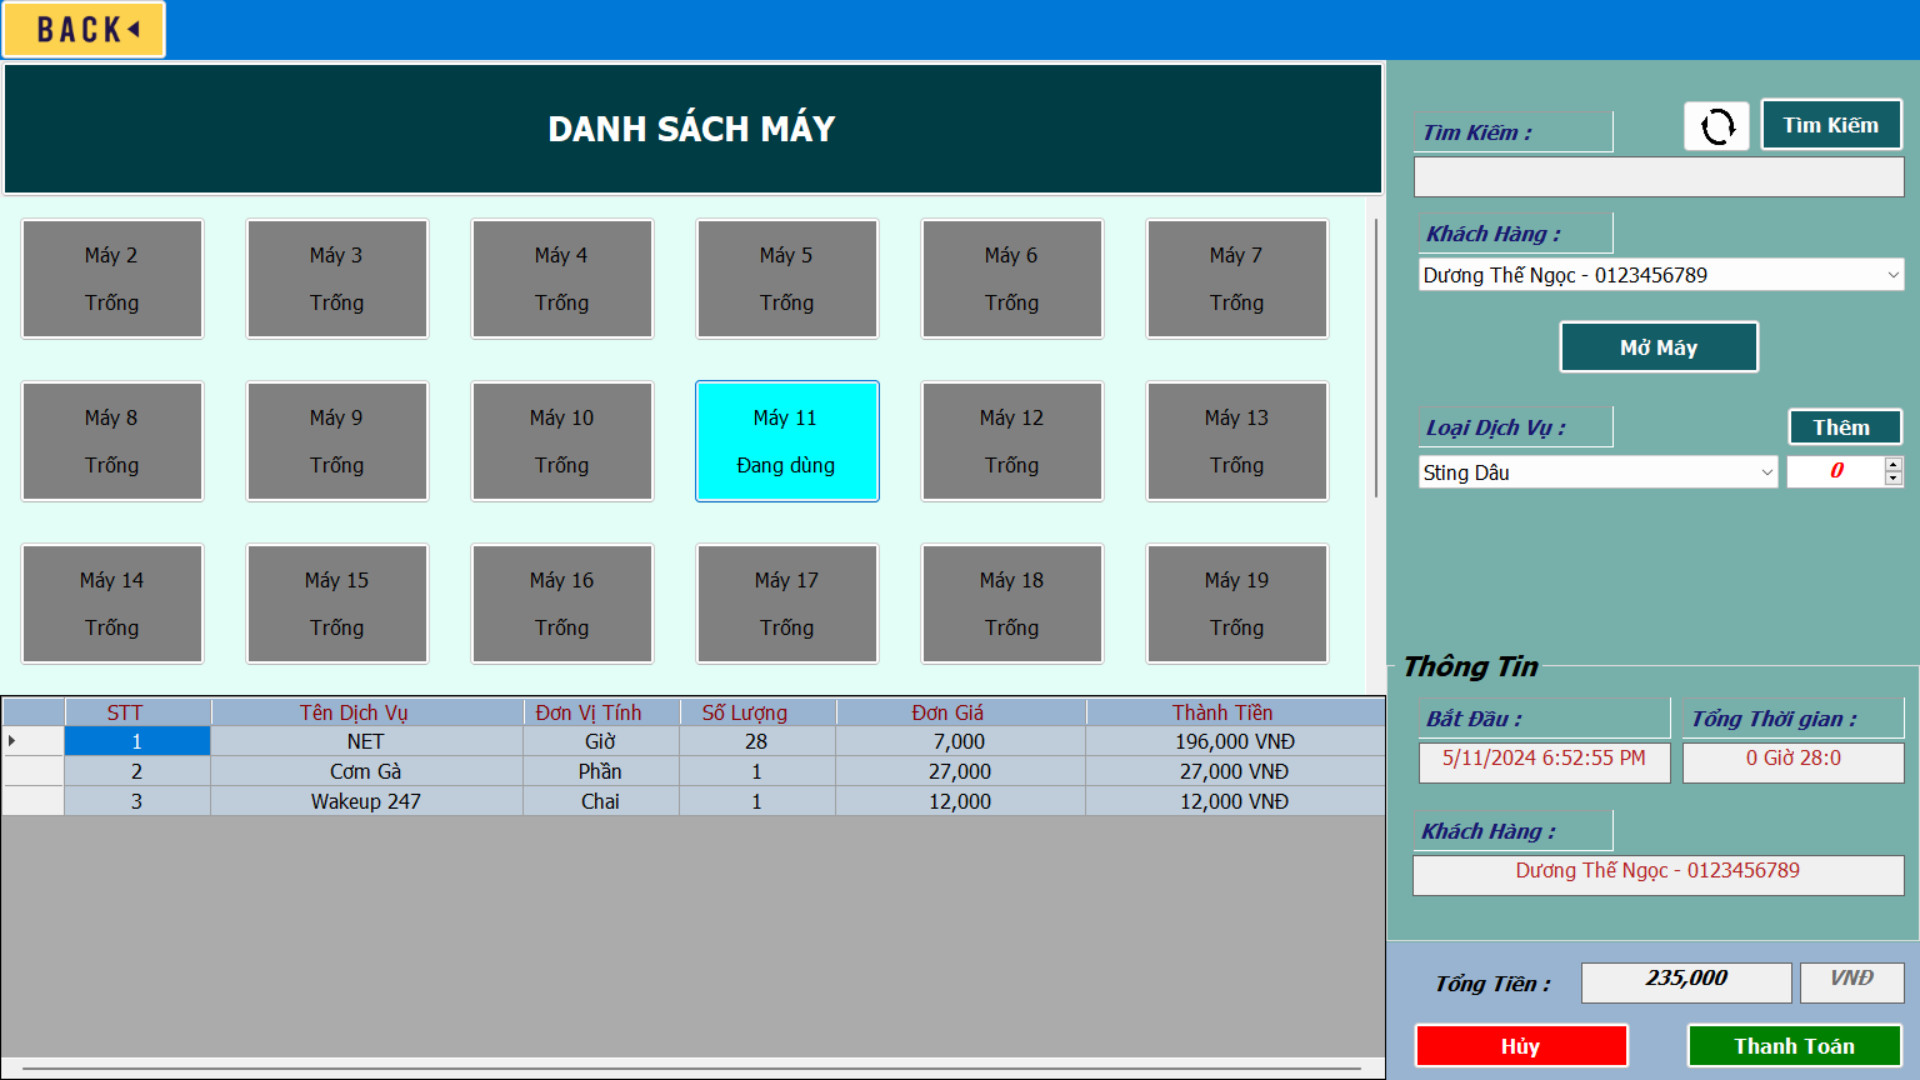 BACK
DANH SÁCH MÁY
Máy 2
Trống
Máy 3
Trống
Máy 4
Trống
Máy 5
Trống
Máy 6
Trống
Máy 7
Trống
Máy 8
Trống
Máy 9
Trống
Máy 10
Trống
Máy 11
Đang dùng
Máy 12
Trống
Máy 13
Trống
Máy 14
Trống
Máy 15
Trống
Máy 16
Trống
Máy 17
Trống
Máy 18
Trống
Máy 19
Trống
STT Tên Dịch Vụ Đơn Vị Tính Số Lượng Đơn Giá Thành Tiền
1 NET Giờ 28 7,000 196,000 VNĐ
2 Cơm Gà Phần 1 27,000 27,000 VNĐ
3 Wakeup 247 Chai 1 12,000 12,000 VNĐ
Tìm Kiếm :
Tìm Kiếm
Khách Hàng :
Dương Thế Ngọc - 0123456789
Mở Máy
Loại Dịch Vụ :
Thêm
Sting Dâu
0
Thông Tin
Bắt Đầu :
Tổng Thời gian :
5/11/2024 6:52:55 PM
0 Giờ 28:0
Khách Hàng :
Dương Thế Ngọc - 0123456789
Tổng Tiền :
235,000
VNĐ
Hủy
Thanh Toán